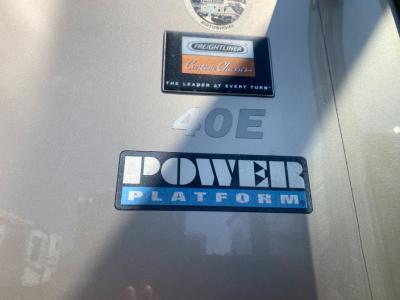 FREIGHTLINER
Custom Chassis
THE LEADER AT EVERY TURN
40E
POWER
PLATFORM